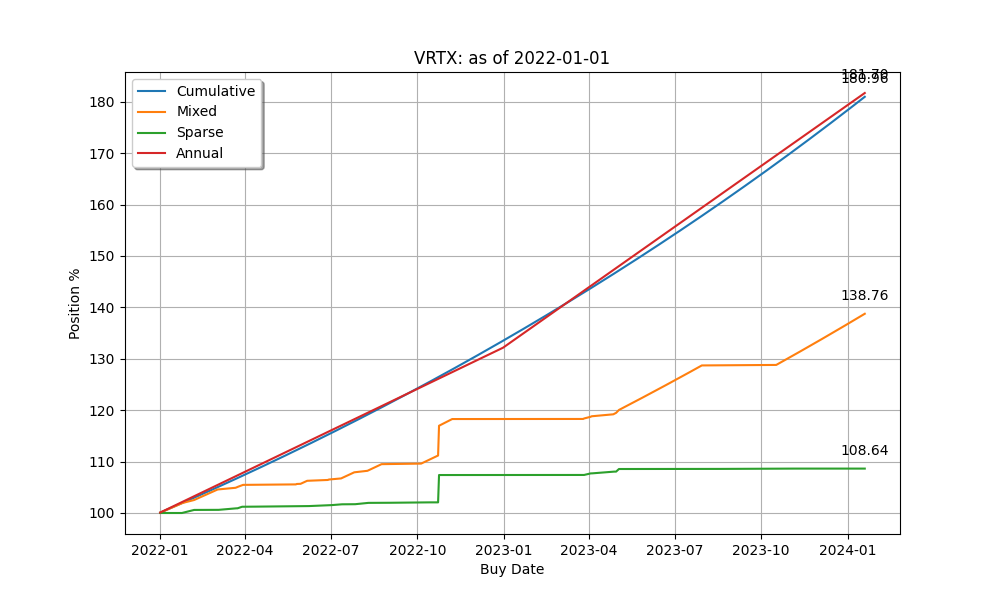 VRTX: as of 2022-01-01
Cumulative
Mixed
Sparse
Annual
181.70
180.96
138.76
108.64
180
170
160
150
140
130
120
110
100
Position %
2022-01 2022-04 2022-07 2022-10 2023-01 2023-04 2023-07 2023-10 2024-01
Buy Date